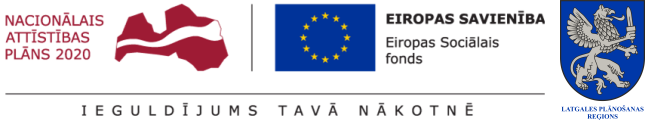 NACIONĀLAIS
ATTĪSTĪBAS
PLĀNS 2020
EIROPAS SAVIENĪBA
Eiropas Sociālais
fonds
IEGULDĪJUMS TAVĀ NĀKOTNĒ
LATGALES PLĀNOŠANAS
REĢIONS